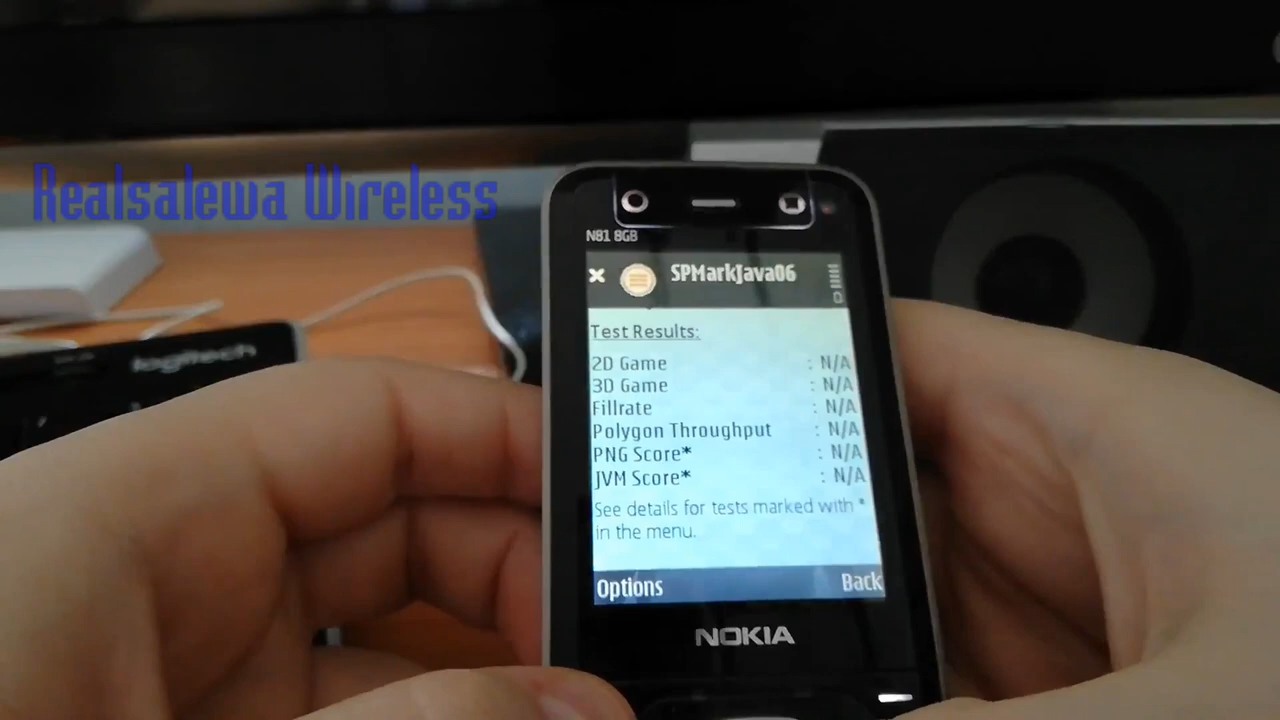 Realsalewa Wireless
N81 8GB
SPMarkJava06
Test Results:
2D Game : N/A
3D Game : N/A
Fillrate : N/A
Polygon Throughput : N/A
PNG Score* : N/A
JVM Score* : N/A
See details for tests marked with *
in the menu.
Options Back
NOKIA
logitech